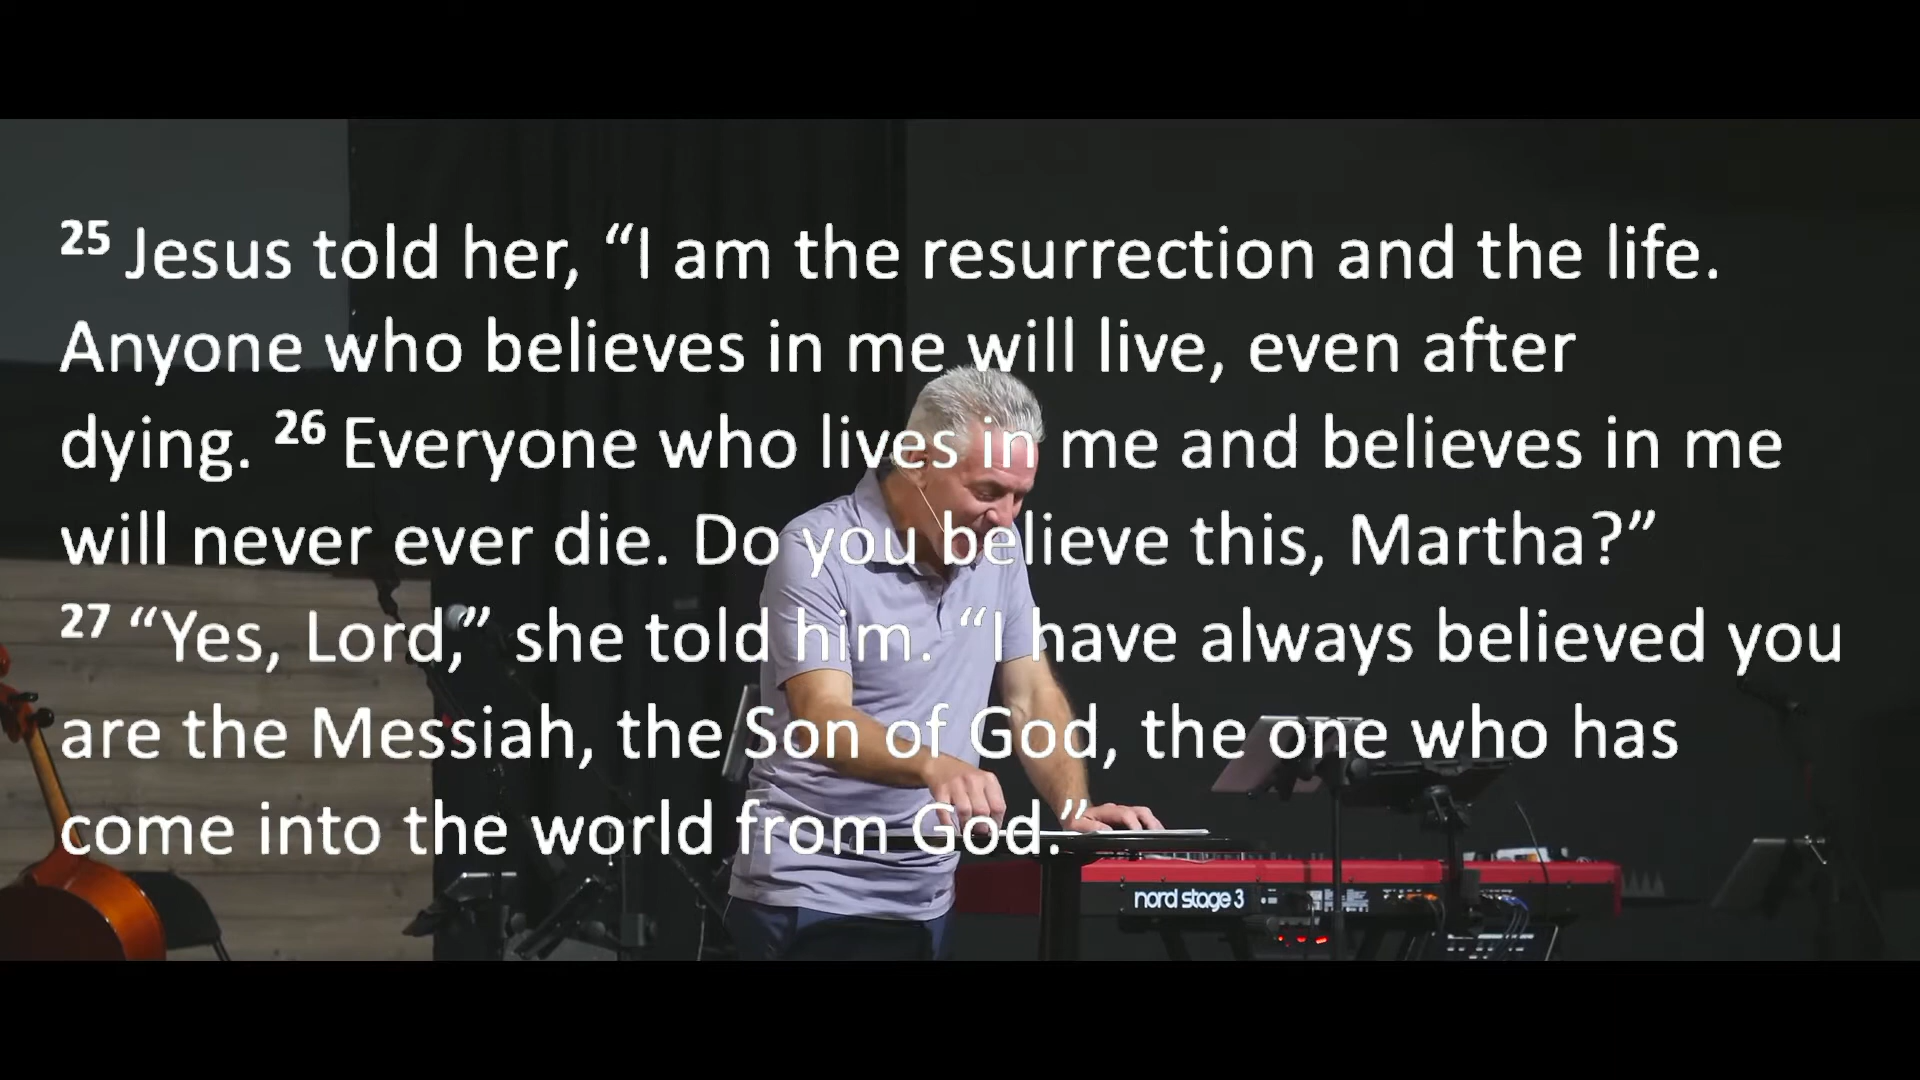 25 Jesus told her, “I am the resurrection and the life.
Anyone who believes in me will live, even after
dying. 26 Everyone who lives in me and believes in me
will never ever die. Do you believe this, Martha?”
27 “Yes, Lord,” she told him. “I have always believed you
are the Messiah, the Son of God, the one who has
come into the world from God.”
nord stage 3